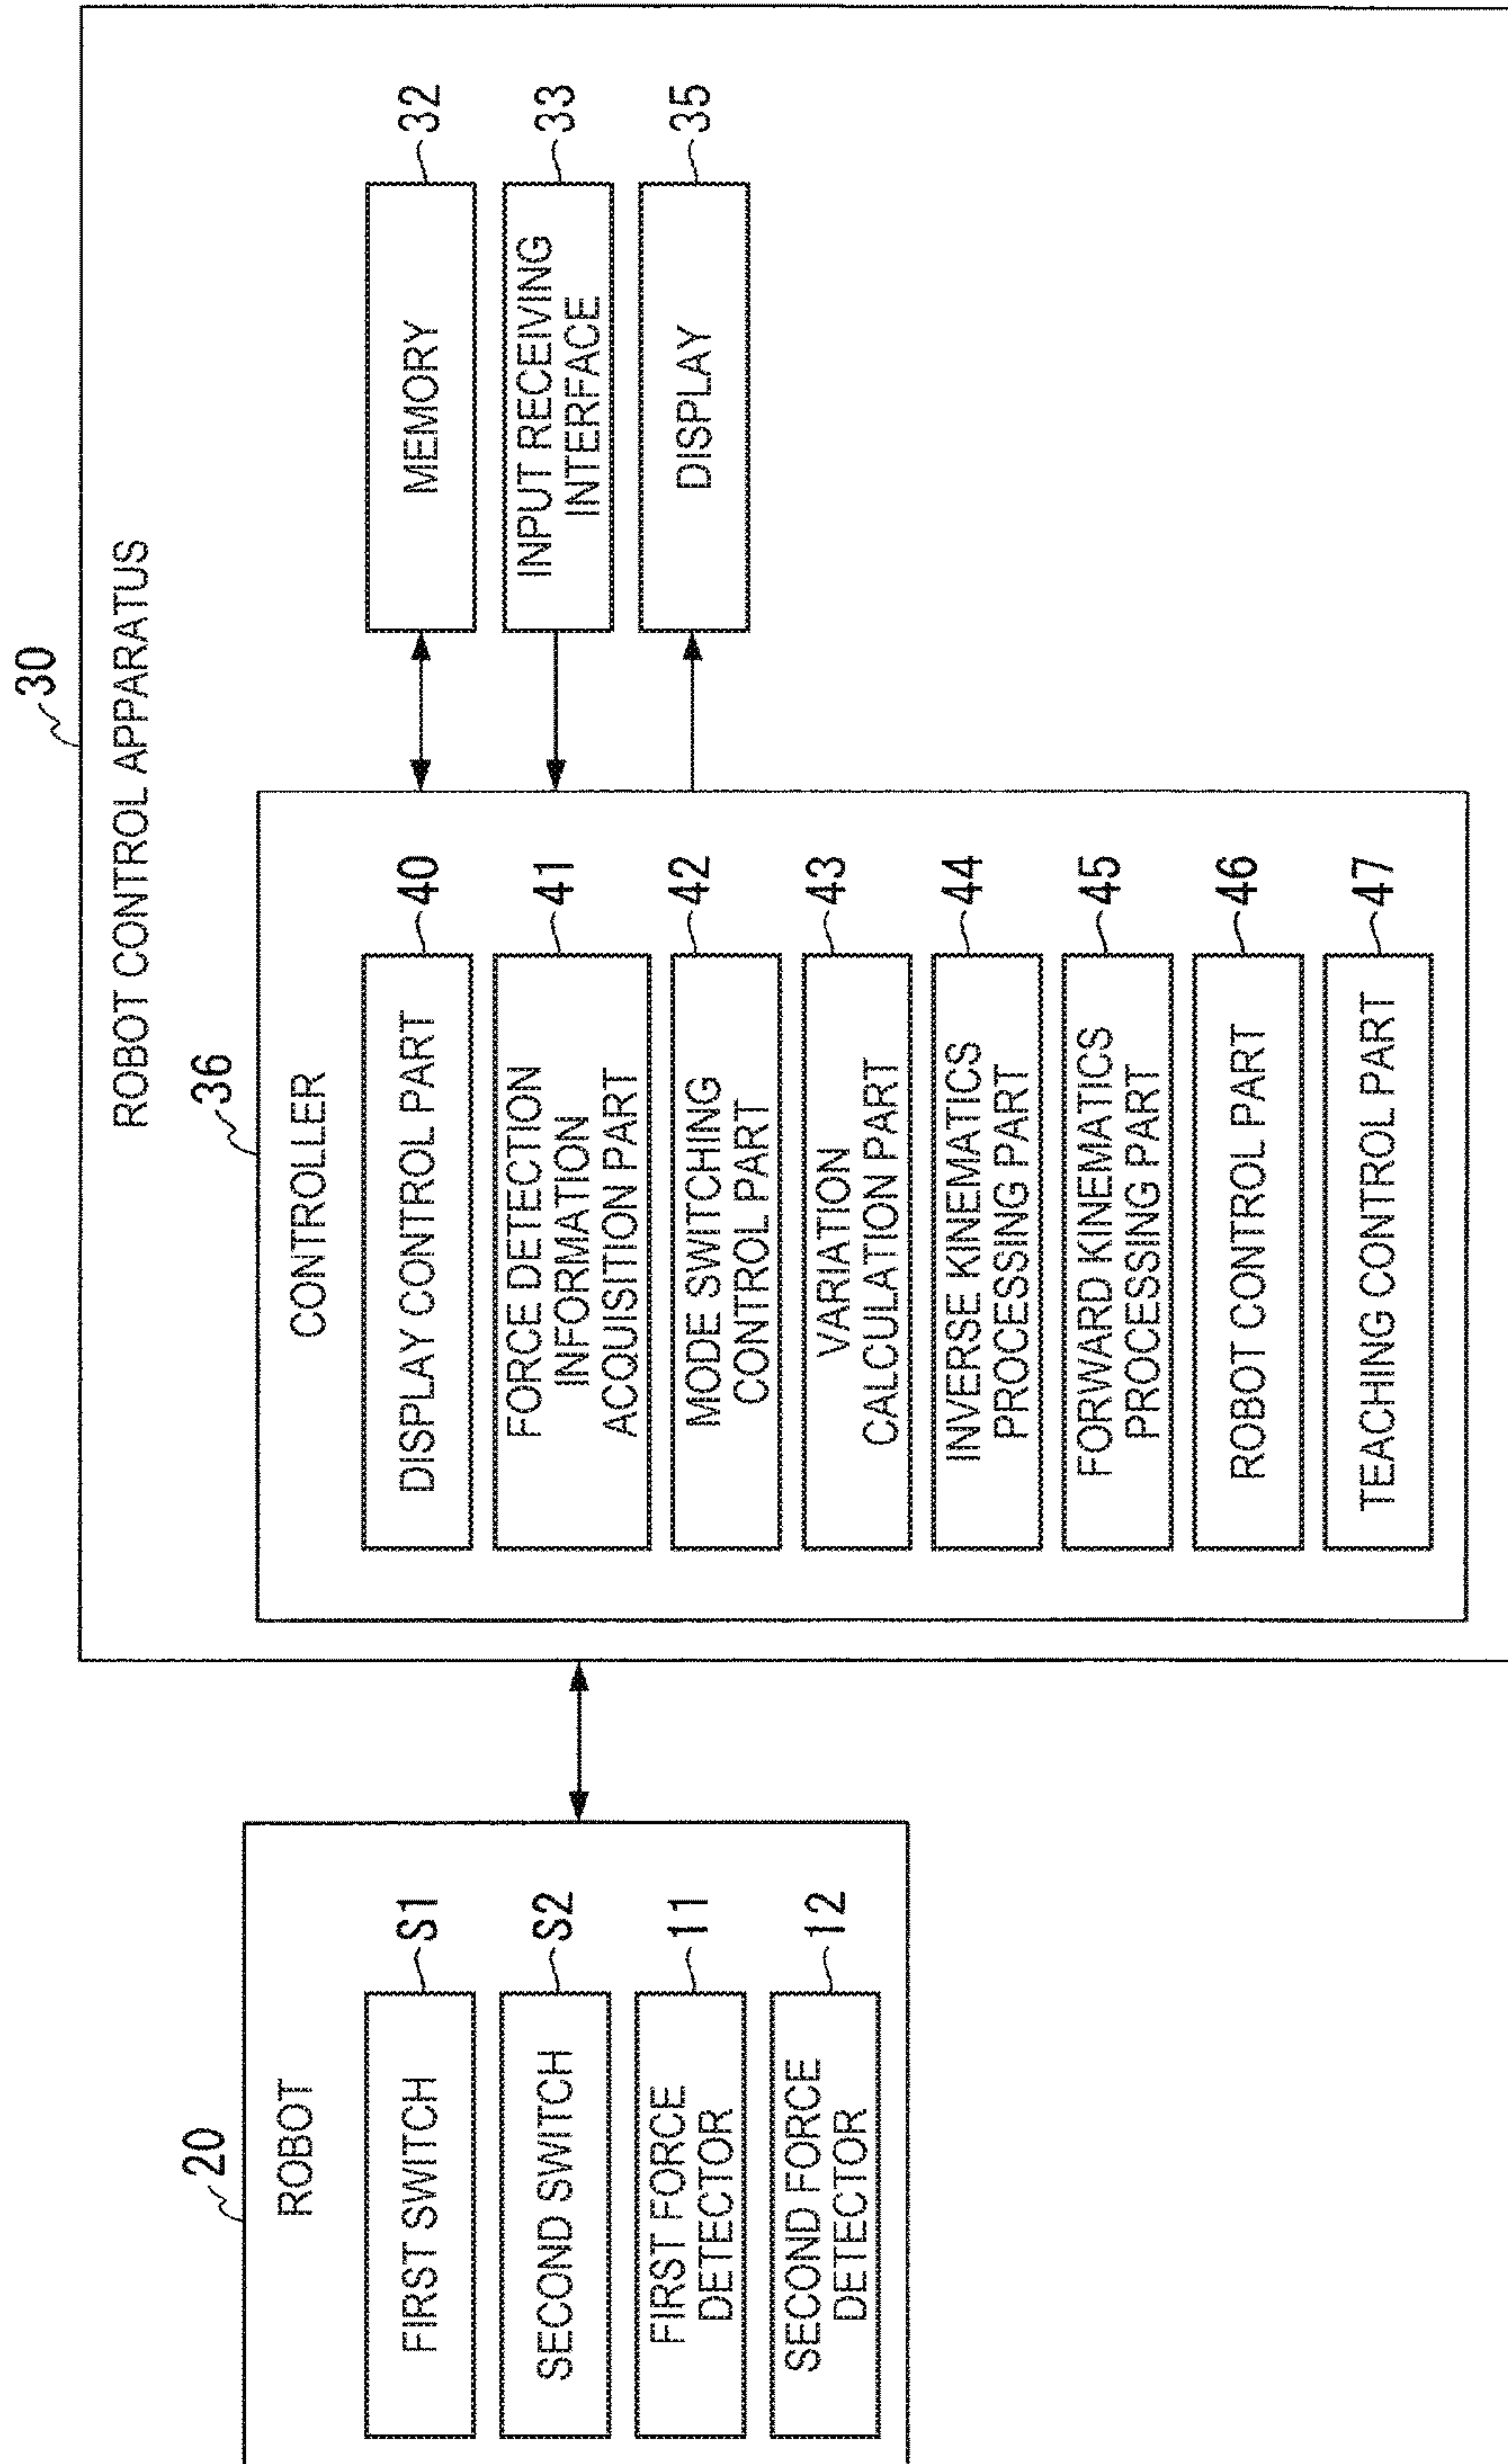 30
ROBOT CONTROL APPARATUS
20
ROBOT
FIRST SWITCH
S1
SECOND SWITCH
S2
FIRST FORCE
DETECTOR
11
SECOND FORCE
DETECTOR
12
36
CONTROLLER
DISPLAY CONTROL PART
40
FORCE DETECTION
INFORMATION
ACQUISITION PART
41
MODE SWITCHING
CONTROL PART
42
VARIATION
CALCULATION PART
43
INVERSE KINEMATICS
PROCESSING PART
44
FORWARD KINEMATICS
PROCESSING PART
45
ROBOT CONTROL PART
46
TEACHING CONTROL PART
47
MEMORY
32
INPUT RECEIVING
INTERFACE
33
DISPLAY
35